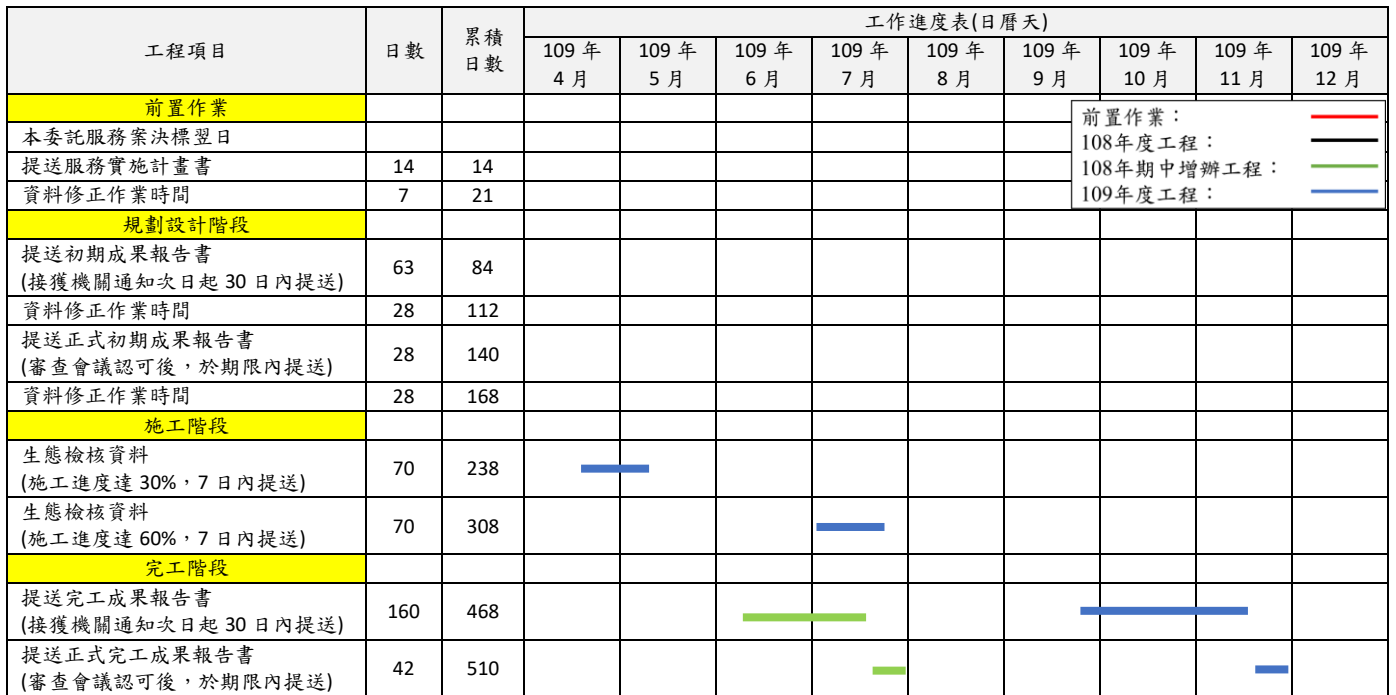 工程項目 日數 累積日數 工作進度表(日曆天)
109 年 4 月 109 年 5 月 109 年 6 月 109 年 7 月 109 年 8 月 109 年 9 月 109 年 10 月 109 年 11 月 109 年 12 月
前置作業
前置作業：
本委託服務案決標翌日
108年度工程：
提送服務實施計畫書 14 14
108年期中增辦工程：
資料修正作業時間 7 21
109年度工程：
規劃設計階段
提送初期成果報告書
(接獲機關通知次日起 30 日內提送) 63 84
資料修正作業時間 28 112
提送正式初期成果報告書
(審查會議認可後，於期限內提送) 28 140
資料修正作業時間 28 168
施工階段
生態檢核資料
(施工進度達 30%，7 日內提送) 70 238
生態檢核資料
(施工進度達 60%，7 日內提送) 70 308
完工階段
提送完工成果報告書
(接獲機關通知次日起 30 日內提送) 160 468
提送正式完工成果報告書
(審查會議認可後，於期限內提送) 42 510